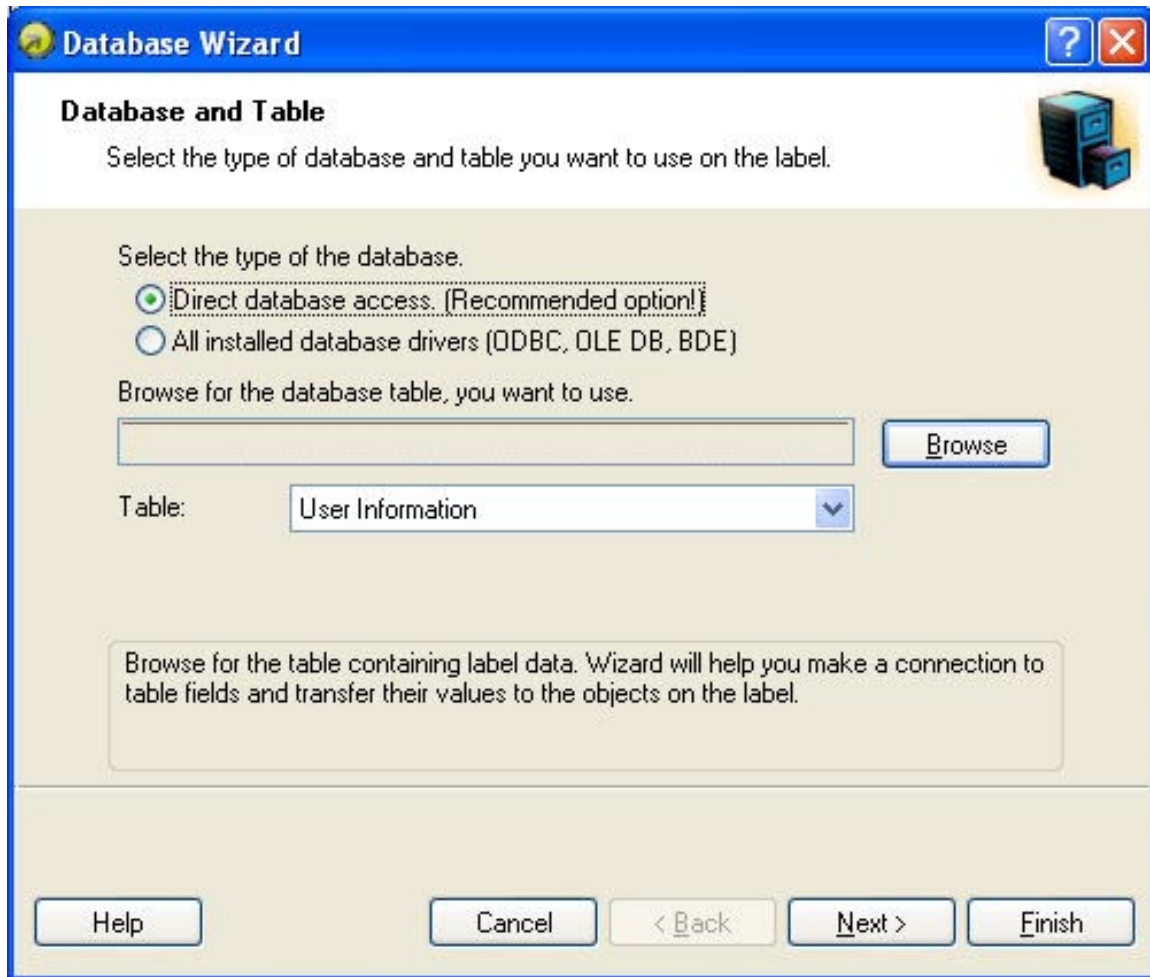 Database Wizard
Database and Table
Select the type of database and table you want to use on the label.
Select the type of the database.
Direct database access. (Recommended option!)
All installed database drivers (ODBC, OLE DB, BDE)
Browse for the database table, you want to use.
Browse
Table: User Information
Browse for the table containing label data. Wizard will help you make a connection to
table fields and transfer their values to the objects on the label.
Help Cancel < Back Next > Finish